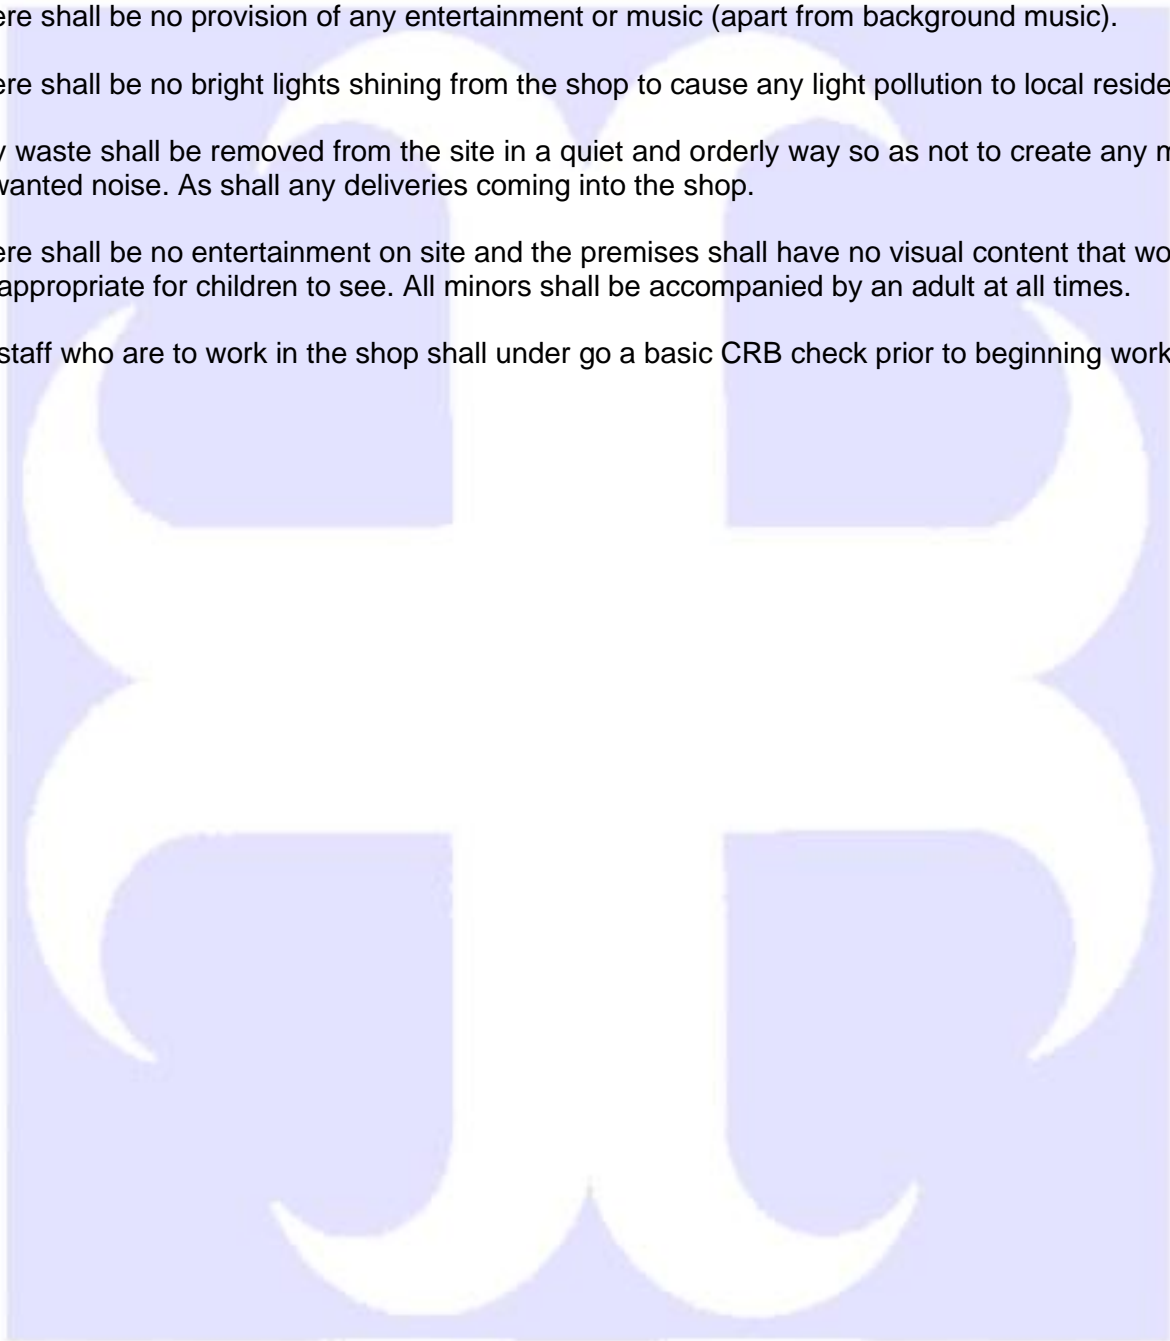 ere shall be no provision of any entertainment or music (apart from background music).
ere shall be no bright lights shining from the shop to cause any light pollution to local reside
y waste shall be removed from the site in a quiet and orderly way so as not to create any
wanted noise. As shall any deliveries coming into the shop.
ere shall be no entertainment on site and the premises shall have no visual content that wo
appropriate for children to see. All minors shall be accompanied by an adult at all times.
staff who are to work in the shop shall under go a basic CRB check prior to beginning work